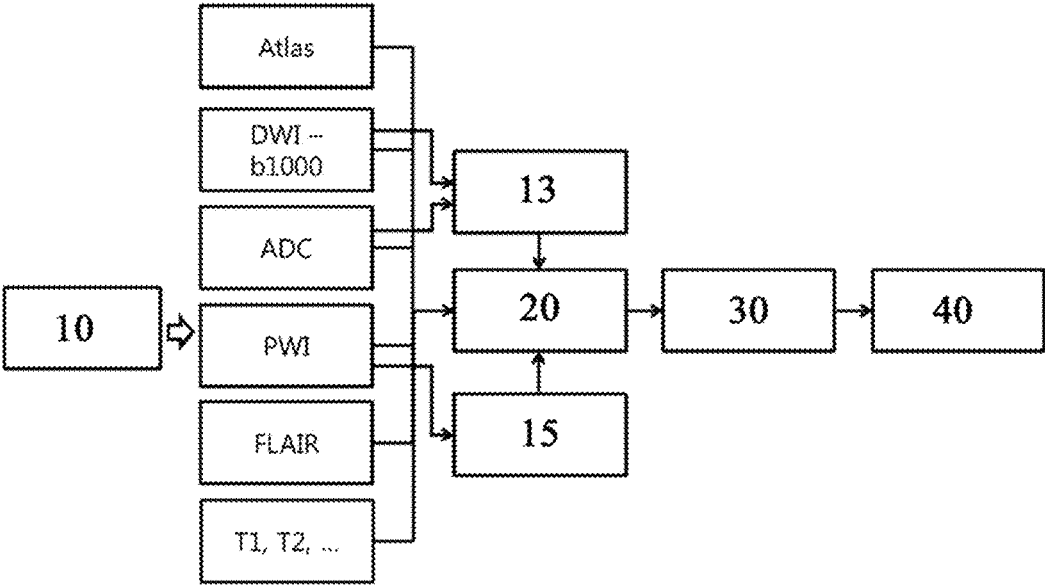 Atlas
DWI –
b1000
13
ADC
10
PWI
20
30
40
FLAIR
15
T1, T2, ...